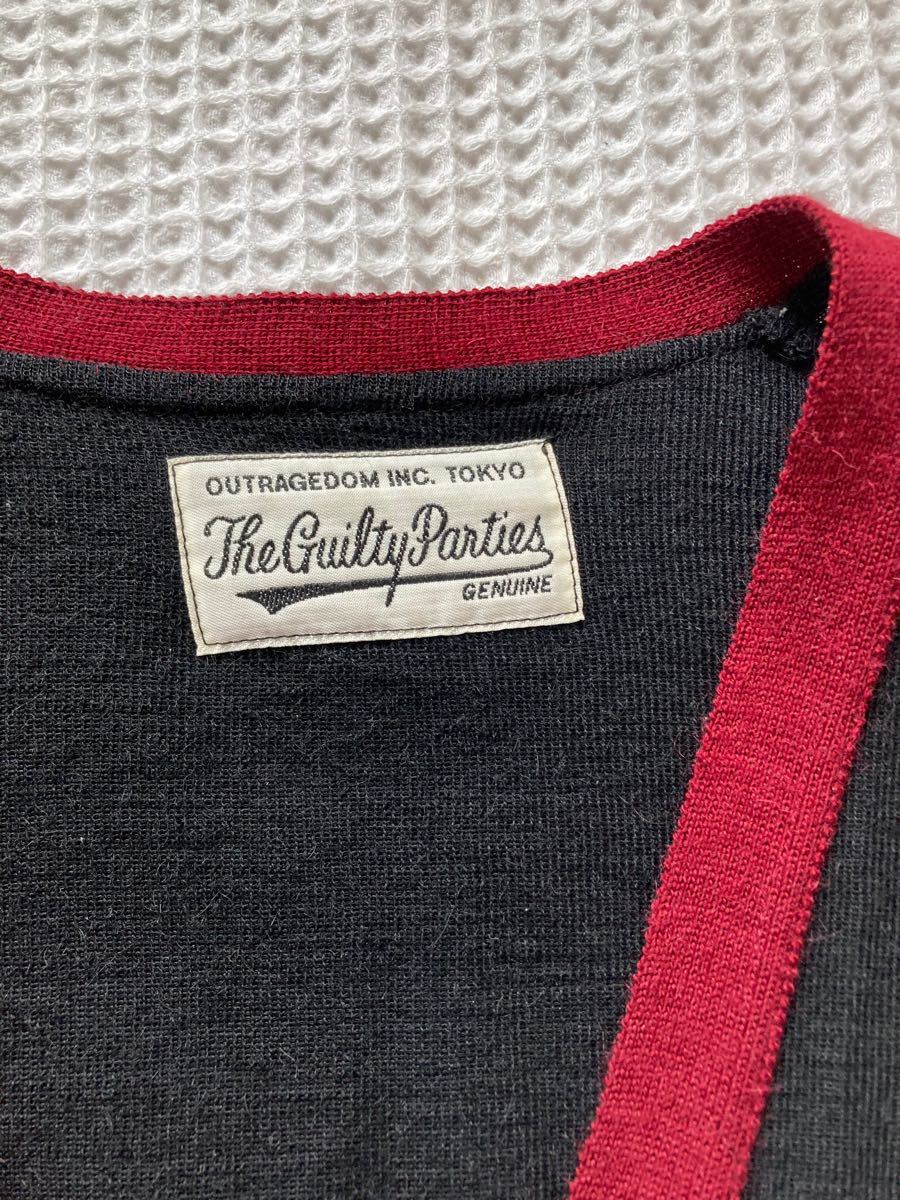 OUTRAGEDOM INC. TOKYO
The Guilty Parties
GENUINE